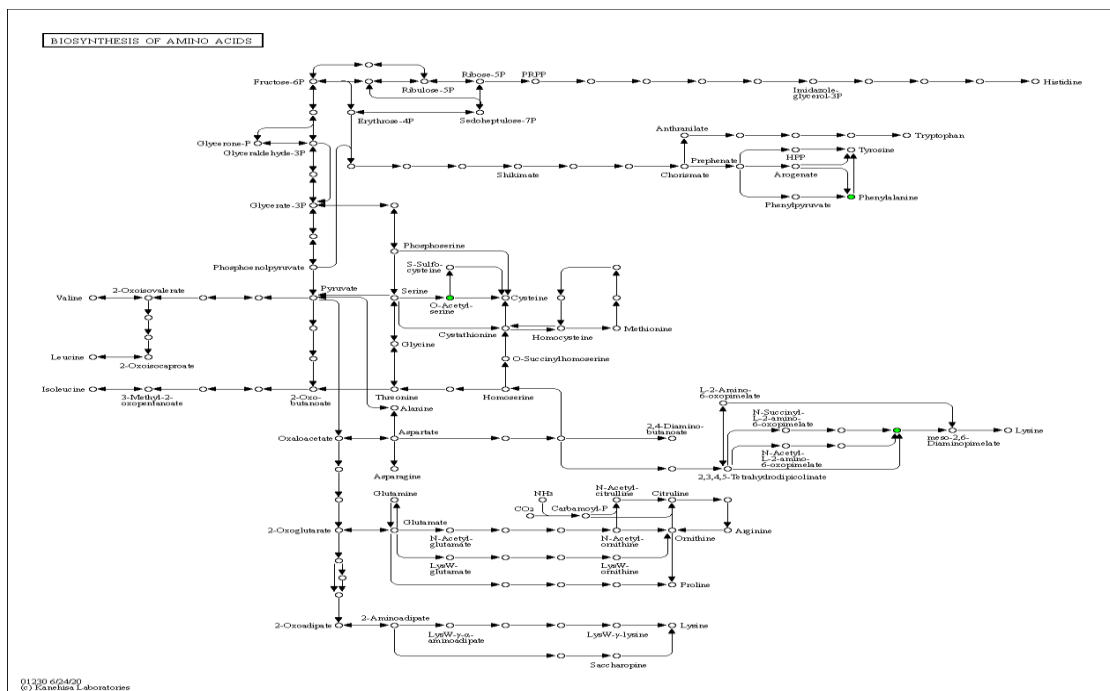 BIOSYNTHESIS OF AMINO ACIDS
Fructose-6P
Ribulose-5P
Ribose-5P
PRPP
Imidazole-
glycerol-3P
Histidine
Erythrose-4P
Sedoheptulose-7P
Glycerone-P
Glyceraldehyde-3P
Anthranilate
Tryptophan
Shikimate
Chorismate
Prephenate
HPP
Tyrosine
Arogenate
Phenylpyruvate
Phenylalanine
Glycerate-3P
Phosphoserine
Phosphoenolpyruvate
S-Sulfo-
cysteine
Valine
2-Oxoisovalerate
Pyruvate
Serine
O-Acetyl-
serine
Cysteine
Cystathionine
Homocysteine
Methionine
Glycine
Leucine
2-Oxoisocaproate
O-Succinylhomoserine
Isoleucine
3-Methyl-2-
oxopentanoate
2-Oxo-
butanoate
Threonine
Homoserine
Alanine
L-2-Amino-
6-oxopimelate
N-Succinyl-
L-2-amino-
6-oxopimelate
Oxaloacetate
Aspartate
2,4-Diamino-
butanoate
meso-2,6-
Diaminopimelate
Lysine
N-Acetyl-
L-2-amino-
6-oxopimelate
2,3,4,5-Tetrahydrodipicolinate
Asparagine
Glutamine
NH3
CO2
Carbamoyl-P
N-Acetyl-
citrulline
Citrulline
2-Oxoglutarate
Glutamate
N-Acetyl-
glutamate
N-Acetyl-
ornithine
Ornithine
Arginine
LysW-
glutamate
LysW-
ornithine
Proline
2-Oxoadipate
2-Aminoadipate
LysW-γ-α-
aminoadipate
LysW-γ-lysine
Lysine
Saccharopine
01230 6/24/20
(c) Kanehisa Laboratories